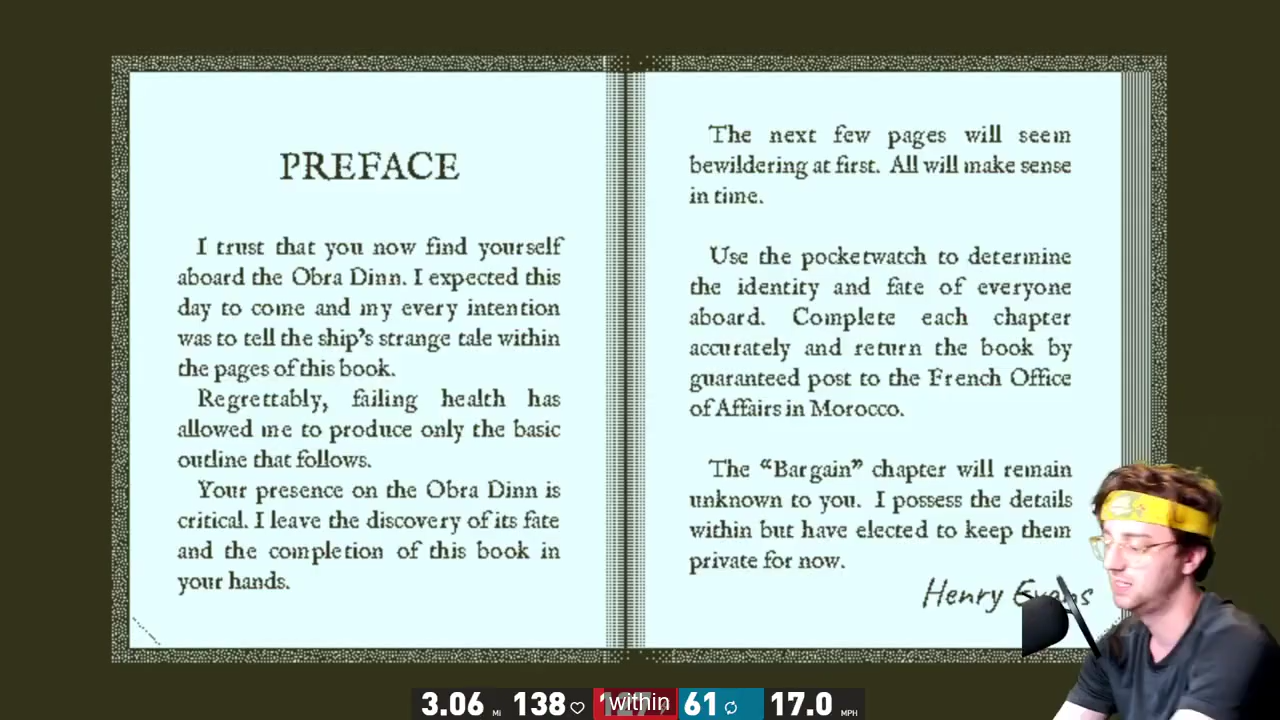 PREFACE
I trust that you now find yourself
aboard the Obra Dinn. I expected this
day to come and my every intention
was to tell the ship's strange tale within
the pages of this book.
Regrettably, failing health has
allowed me to produce only the basic
outline that follows.
Your presence on the Obra Dinn is
critical. I leave the discovery of its fate
and the completion of this book in
your hands.
The next few pages will seem
bewildering at first. All will make sense
in time.
Use the pocketwatch to determine
the identity and fate of everyone
aboard. Complete each chapter
accurately and return the book by
guaranteed post to the French Office
of Affairs in Morocco.
The “Bargain” chapter will remain
unknown to you. I possess the details
within but have elected to keep them
private for now.
Henry Evans
3.06 MI 138 within 61 17.0 MPH